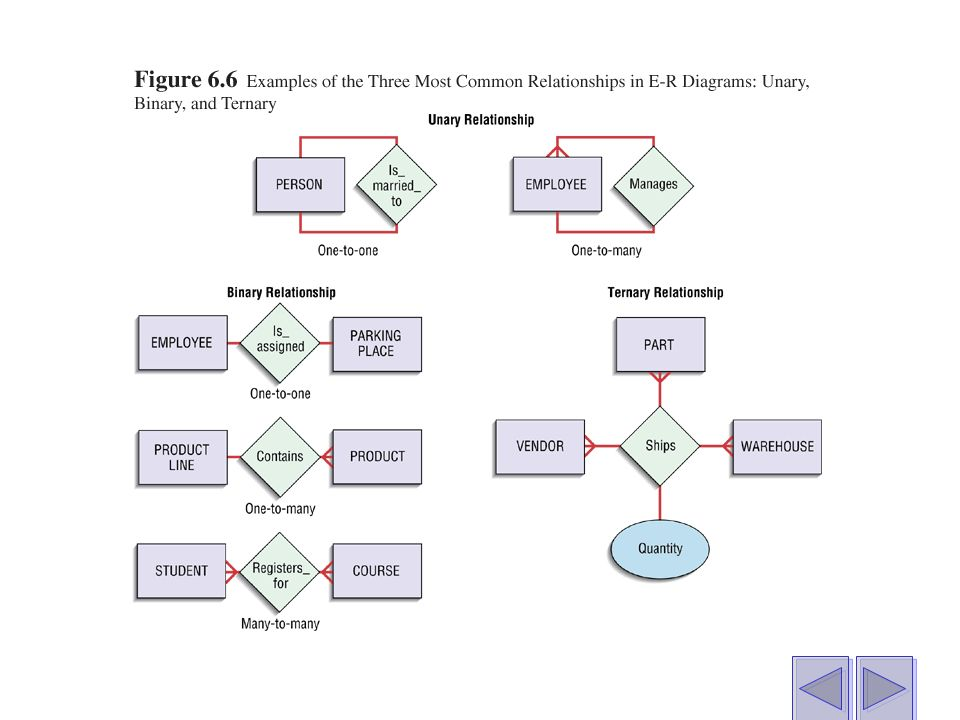 Figure 6.6 Examples of the Three Most Common Relationships in E-R Diagrams: Unary,
Binary, and Ternary
Unary Relationship
PERSON
Is_
married_
to
One-to-one
EMPLOYEE
Manages
One-to-many
Binary Relationship
EMPLOYEE
Is_
assigned
PARKING
PLACE
One-to-one
PRODUCT
LINE
Contains
PRODUCT
One-to-many
STUDENT
Registers_
for
COURSE
Many-to-many
Ternary Relationship
PART
VENDOR
Ships
WAREHOUSE
Quantity